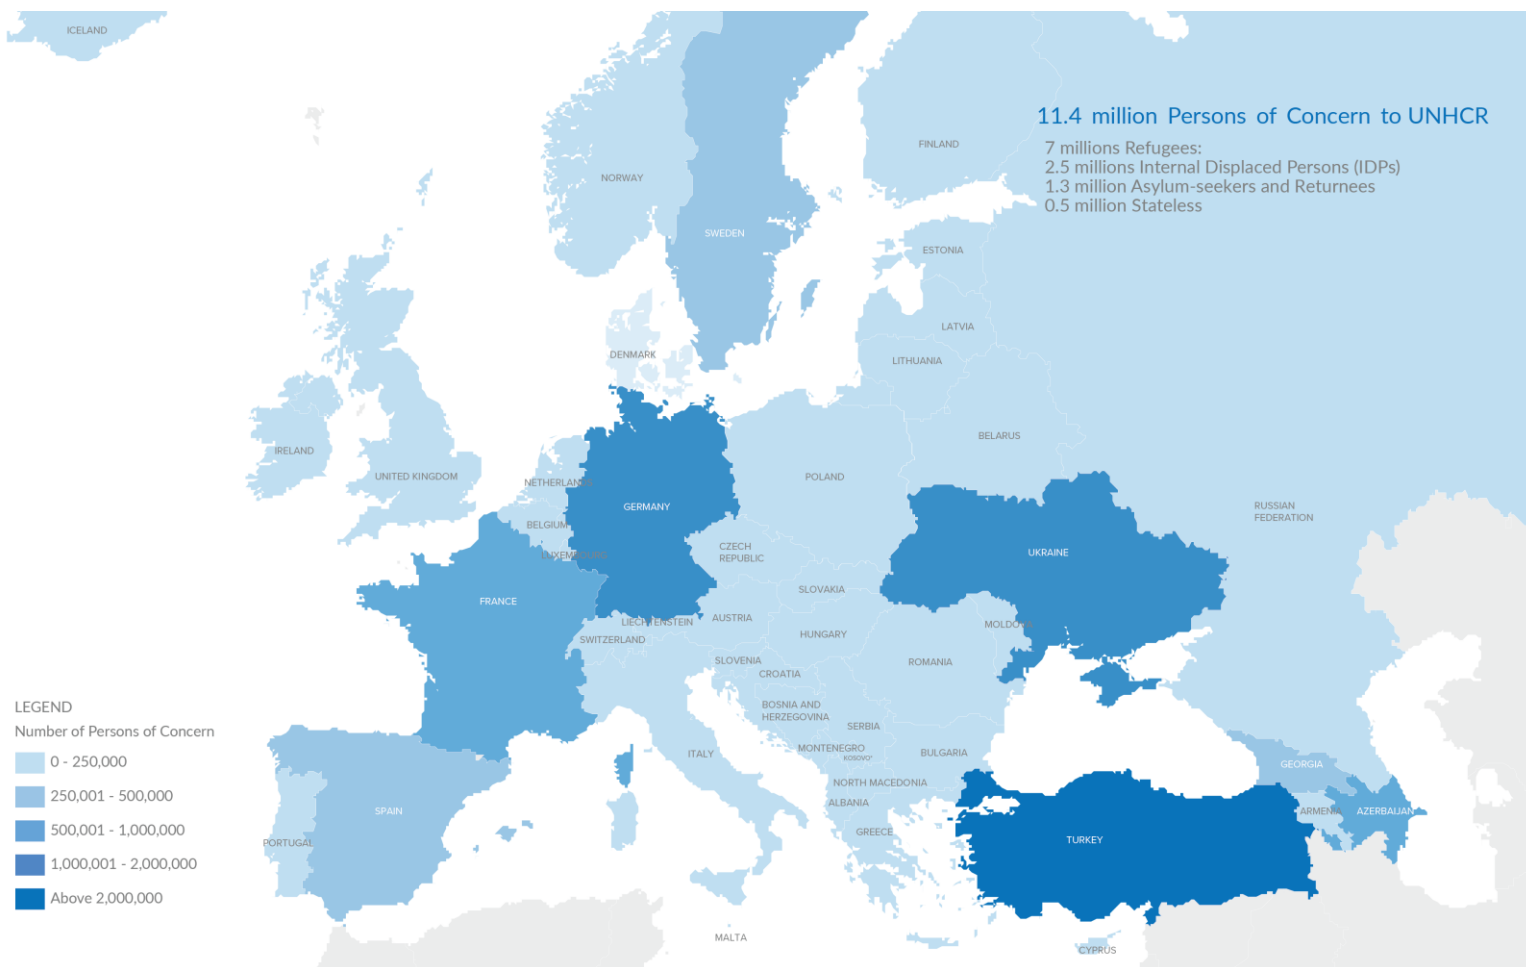 ICELAND
11.4 million Persons of Concern to UNHCR
7 millions Refugees:
2.5 millions Internal Displaced Persons (IDPs)
1.3 million Asylum-seekers and Returnees
0.5 million Stateless
FINLAND
NORWAY
SWEDEN
ESTONIA
LATVIA
DENMARK
LITHUANIA
BELARUS
IRELAND
UNITED KINGDOM
NETHERLANDS
POLAND
GERMANY
RUSSIAN
FEDERATION
BELGIUM
LUXEMBOURG
CZECH
REPUBLIC
UKRAINE
SLOVAKIA
FRANCE
LIECHTENSTEIN
AUSTRIA
MOLDOVA
SWITZERLAND
HUNGARY
SLOVENIA
ROMANIA
CROATIA
BOSNIA AND
HERZEGOVINA
SERBIA
MONTENEGRO
KOSOVO*
ITALY
BULGARIA
GEORGIA
NORTH MACEDONIA
ALBANIA
ARMENIA
AZERBAIJAN
SPAIN
GREECE
TURKEY
PORTUGAL
MALTA
CYPRUS
LEGEND
Number of Persons of Concern
0 - 250,000
250,001 - 500,000
500,001 - 1,000,000
1,000,001 - 2,000,000
Above 2,000,000